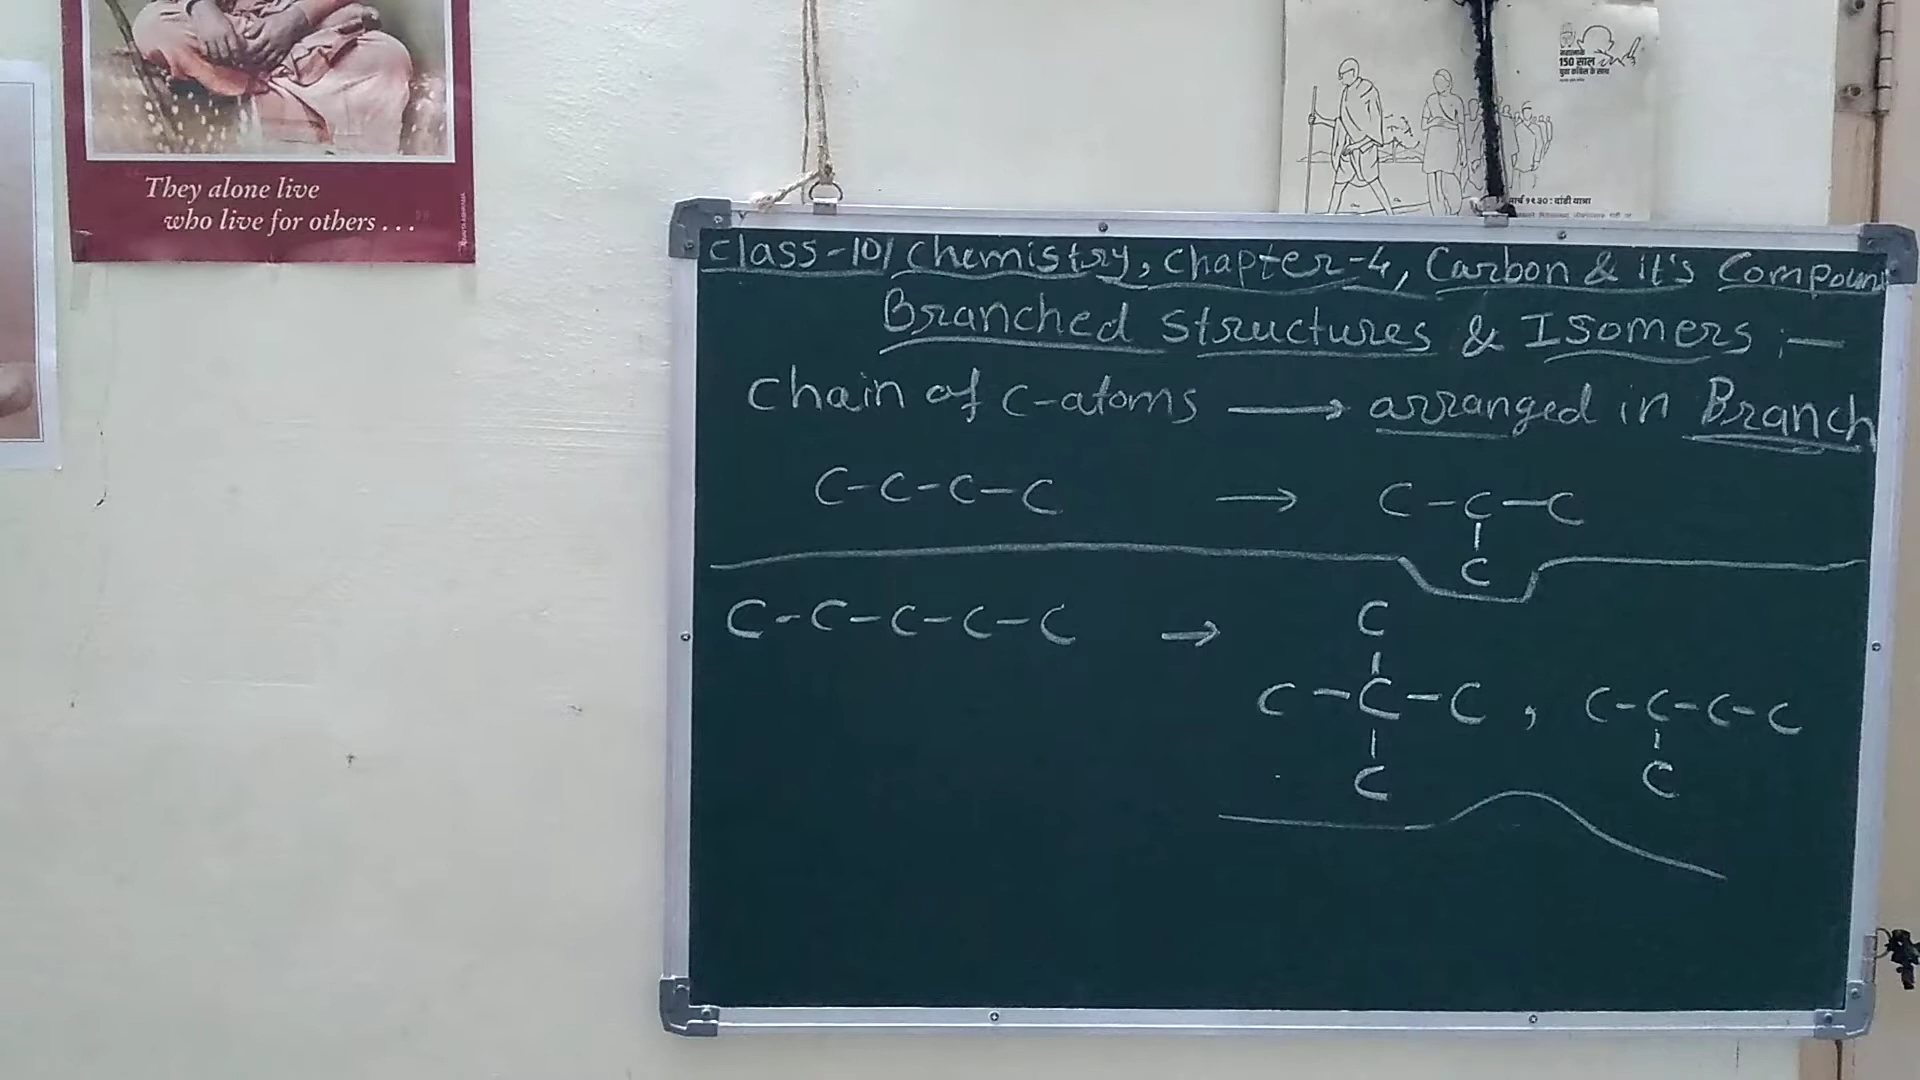 They alone live
who live for others...
150 साल
युवा कांग्रेस के साथ
मार्च १९३०: दांडी यात्रा
Class-10/ Chemistry, Chapter-4, Carbon & it's Compoun
Branched Structures & Isomers :—
Chain of C-atoms → arranged in Branch
C-C-C-C → C-C-C
C
C-C-C-C-C →
C
C-C-C , C-C-C-C
C C